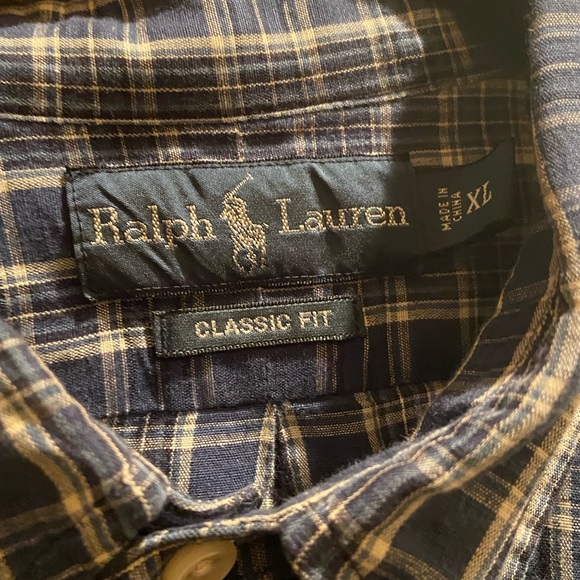 Ralph Lauren
MADE IN
CHINA
XL
CLASSIC FIT